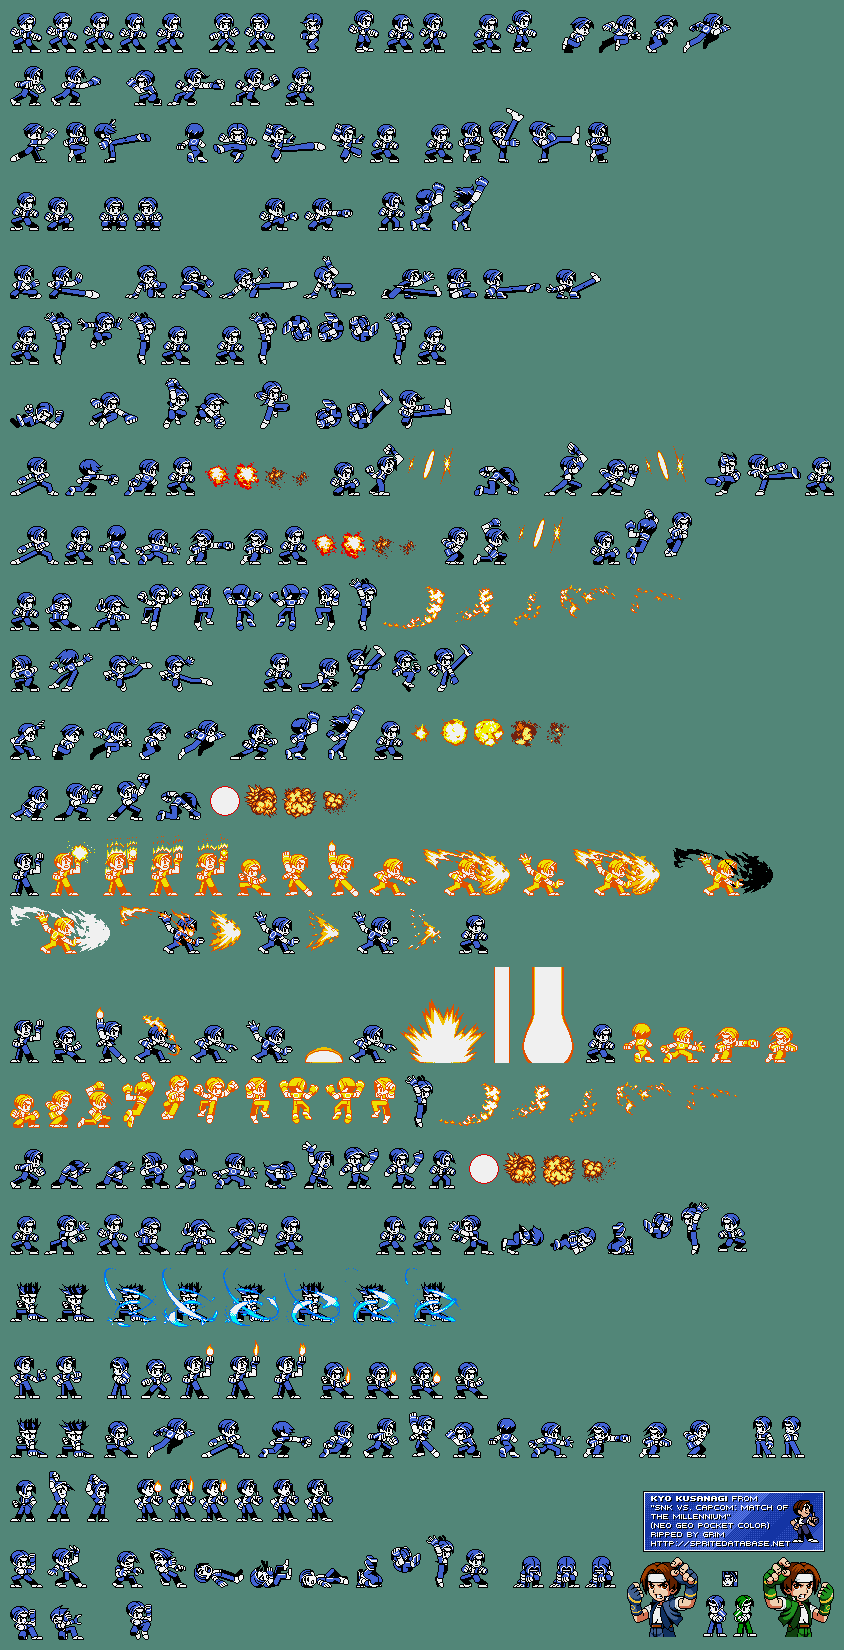 KYO KUSANAGI FROM
"SNK VS. CAPCOM: MATCH OF
THE MILLENNIUM"
(NEO GEO POCKET COLOR)
RIPPED BY GRIM
HTTP://SPRITEDATABASE.NET